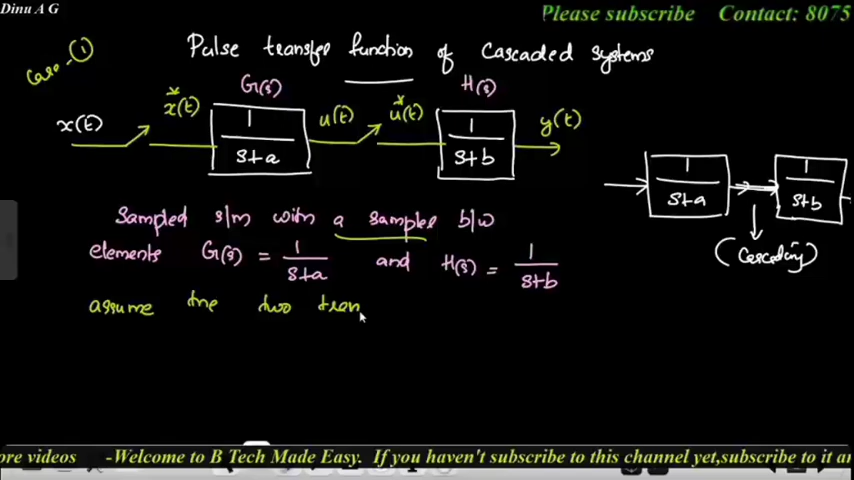 Dinu A G
Please subscribe Contact: 8075
Case-①
Pulse transfer function of Cascaded systems
G(s) H(s)
x(t) x*(t) 1/(s+a) u(t) u*(t) 1/(s+b) y(t)
1/(s+a) 1/(s+b)
(Cascading)
Sampled s/m with a sampler b/w
elements G(s) = 1/(s+a) and H(s) = 1/(s+b)
assume the two tran
ore videos -Welcome to B Tech Made Easy. If you haven't subscribe to this channel yet,subscribe to it ar